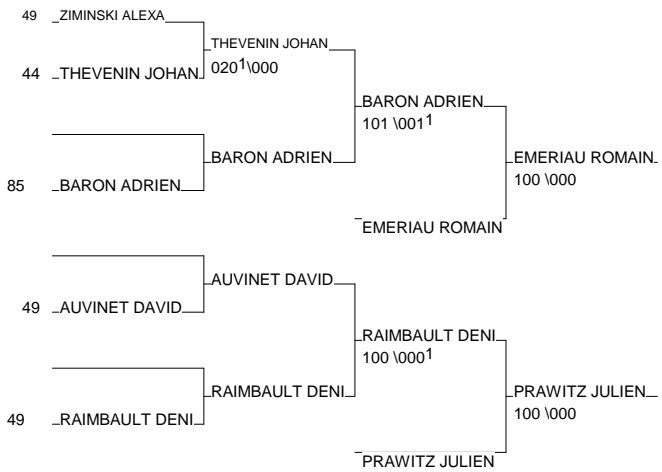 49 ZIMINSKI ALEXA
THEVENIN JOHAN
020¹\000
44 THEVENIN JOHAN
BARON ADRIEN
101 \001¹
BARON ADRIEN
EMERIAU ROMAIN
100 \000
85 BARON ADRIEN
EMERIAU ROMAIN
AUVINET DAVID
49 AUVINET DAVID
RAIMBAULT DENI
100 \000¹
RAIMBAULT DENI
PRAWITZ JULIEN
100 \000
49 RAIMBAULT DENI
PRAWITZ JULIEN